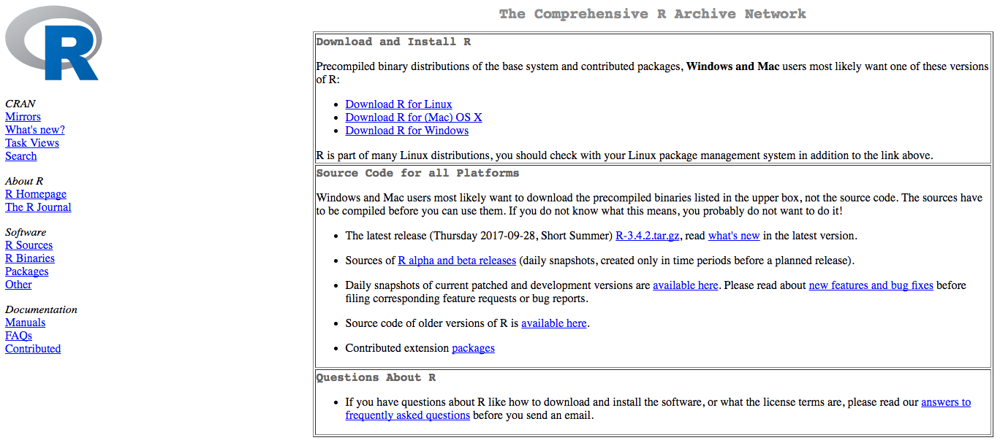 R
CRAN
Mirrors
What's new?
Task Views
Search
About R
R Homepage
The R Journal
Software
R Sources
R Binaries
Packages
Other
Documentation
Manuals
FAQs
Contributed
The Comprehensive R Archive Network
Download and Install R
Precompiled binary distributions of the base system and contributed packages, Windows and Mac users most likely want one of these versions
of R:
• Download R for Linux
• Download R for (Mac) OS X
• Download R for Windows
R is part of many Linux distributions, you should check with your Linux package management system in addition to the link above.
Source Code for all Platforms
Windows and Mac users most likely want to download the precompiled binaries listed in the upper box, not the source code. The sources have
to be compiled before you can use them. If you do not know what this means, you probably do not want to do it!
• The latest release (Thursday 2017-09-28, Short Summer) R-3.4.2.tar.gz, read what's new in the latest version.
• Sources of R alpha and beta releases (daily snapshots, created only in time periods before a planned release).
• Daily snapshots of current patched and development versions are available here. Please read about new features and bug fixes before
filing corresponding feature requests or bug reports.
• Source code of older versions of R is available here.
• Contributed extension packages
Questions About R
• If you have questions about R like how to download and install the software, or what the license terms are, please read our answers to
frequently asked questions before you send an email.